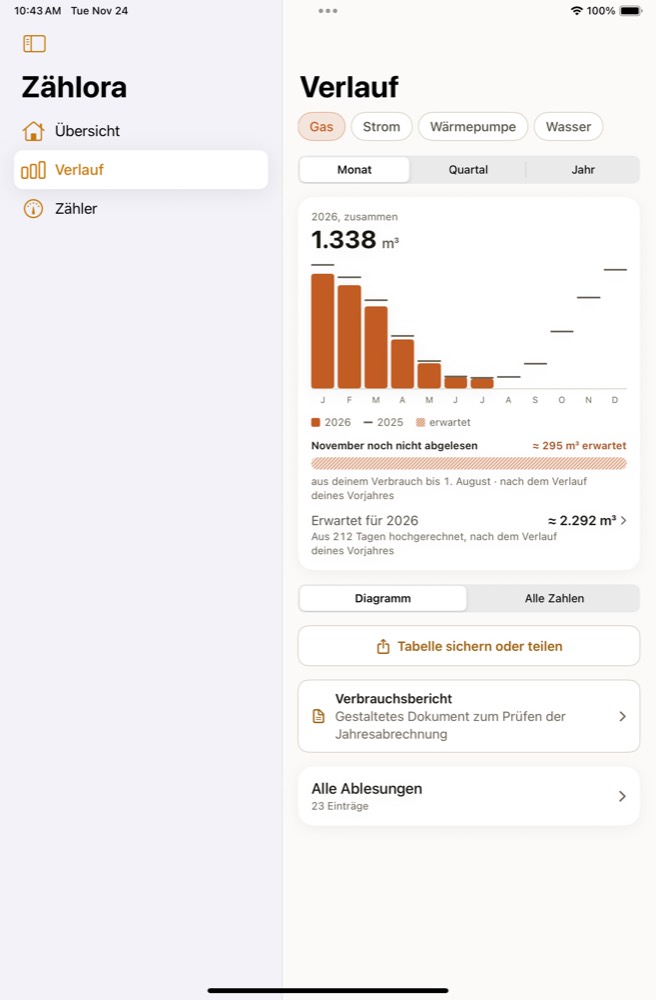 10:43 AM Tue Nov 24
100%
Zählora
Übersicht
Verlauf
Zähler
Verlauf
Gas Strom Wärmepumpe Wasser
Monat Quartal Jahr
2026, zusammen
1.338 m³
J F M A M J J A S O N D
2026 2025 erwartet
November noch nicht abgelesen ≈ 295 m³ erwartet
aus deinem Verbrauch bis 1. August · nach dem Verlauf
deines Vorjahres
Erwartet für 2026 ≈ 2.292 m³
Aus 212 Tagen hochgerechnet, nach dem Verlauf
deines Vorjahres
Diagramm Alle Zahlen
Tabelle sichern oder teilen
Verbrauchsbericht
Gestaltetes Dokument zum Prüfen der
Jahresabrechnung
Alle Ablesungen
23 Einträge